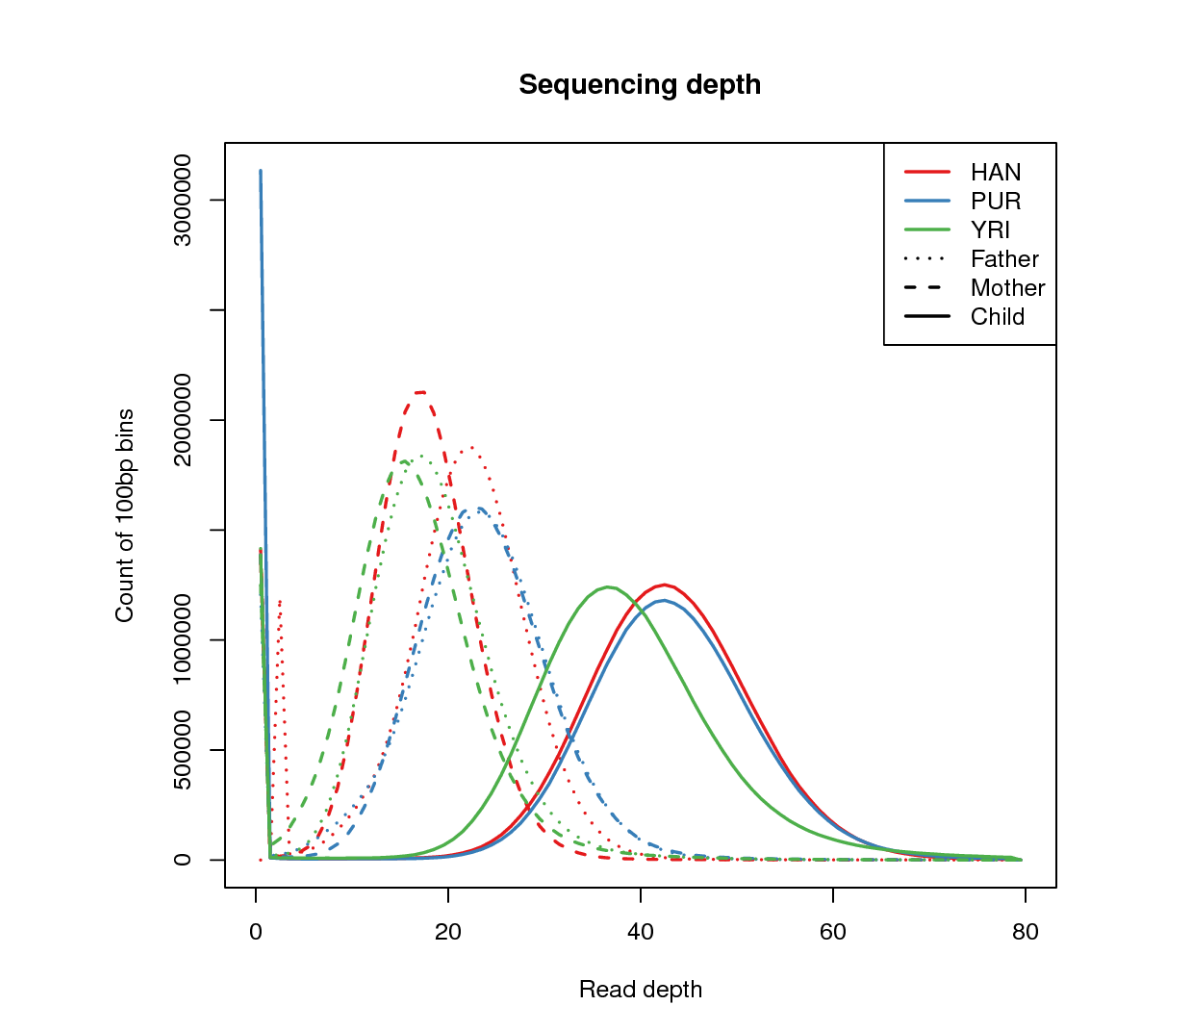 Sequencing depth
HAN
PUR
YRI
Father
Mother
Child
Count of 100bp bins
3000000
2000000
1000000
500000
0
0 20 40 60 80
Read depth